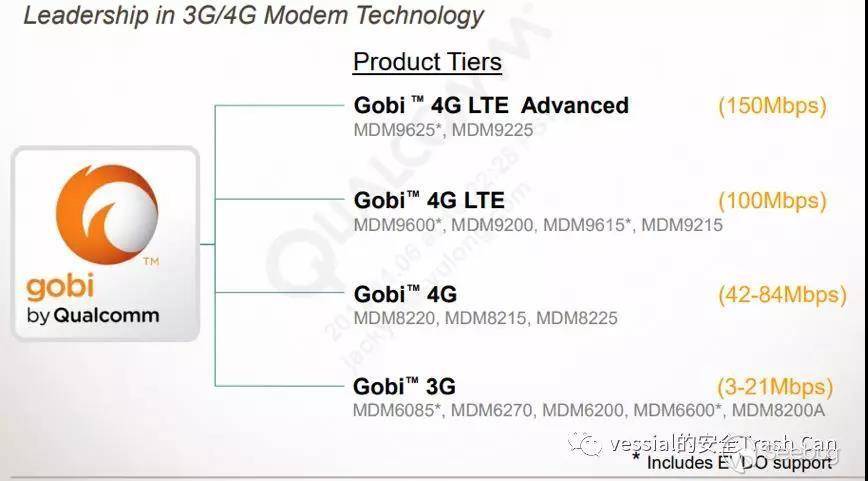 Leadership in 3G/4G Modem Technology
Product Tiers
Gobi ™ 4G LTE Advanced (150Mbps)
MDM9625*, MDM9225
Gobi™ 4G LTE (100Mbps)
MDM9600*, MDM9200, MDM9615*, MDM9215
Gobi™ 4G (42-84Mbps)
MDM8220, MDM8215, MDM8225
Gobi™ 3G (3-21Mbps)
MDM6085*, MDM6270, MDM6200, MDM6600*, MDM8200A
TM
gobi
by Qualcomm
QUALCOMM
vessial的安全Trash Can
Seebug
* Includes EVDO support